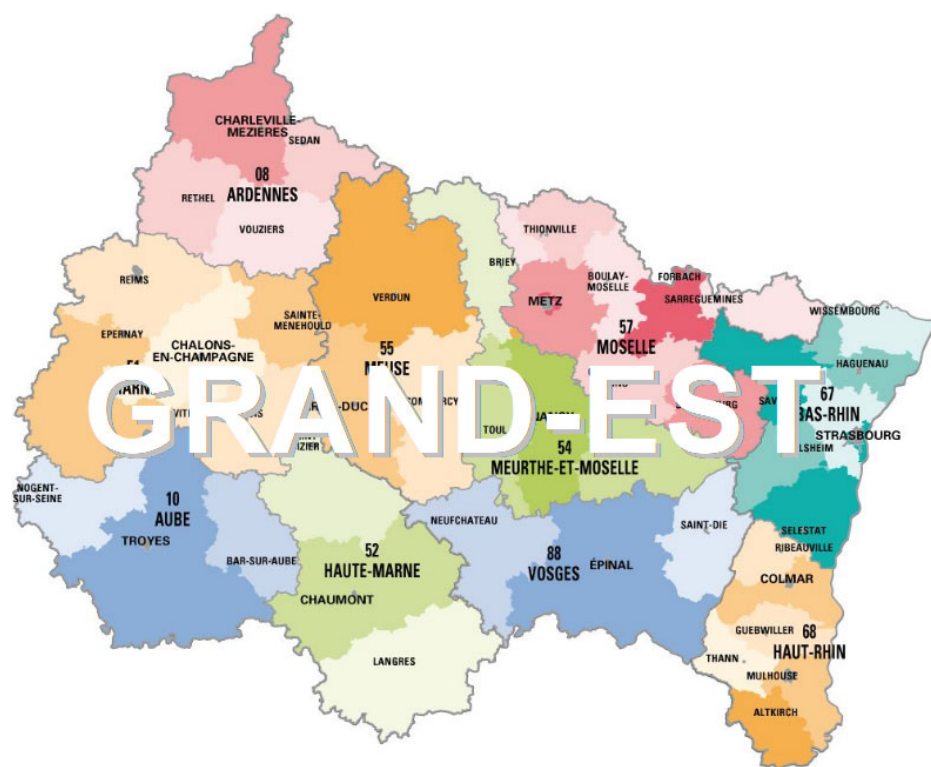 CHARLEVILLE-
MEZIÈRES
SEDAN
08
ARDENNES
RETHEL
VOUZIERS
THIONVILLE
BRIEY
BOULAY-
MOSELLE
FORBACH
SARREGUEMINES
METZ
57
MOSELLE
WISSEMBOURG
HAGUENAU
REIMS
VERDUN
SAINTE-
MENEHOULD
EPERNAY
CHALONS-
EN-CHAMPAGNE
55
MEUSE
67
BAS-RHIN
GRAND-EST
TOUL
STRASBOURG
54
MEURTHE-ET-MOSELLE
NOGENT-
SUR-SEINE
10
AUBE
TROYES
BAR-SUR-AUBE
NEUFCHATEAU
SAINT-DIE
SELESTAT
RIBEAUVILLE
52
HAUTE-MARNE
88
VOSGES
ÉPINAL
COLMAR
CHAUMONT
GUEBWILLER
68
HAUT-RHIN
LANGRES
THANN
MULHOUSE
ALTKIRCH